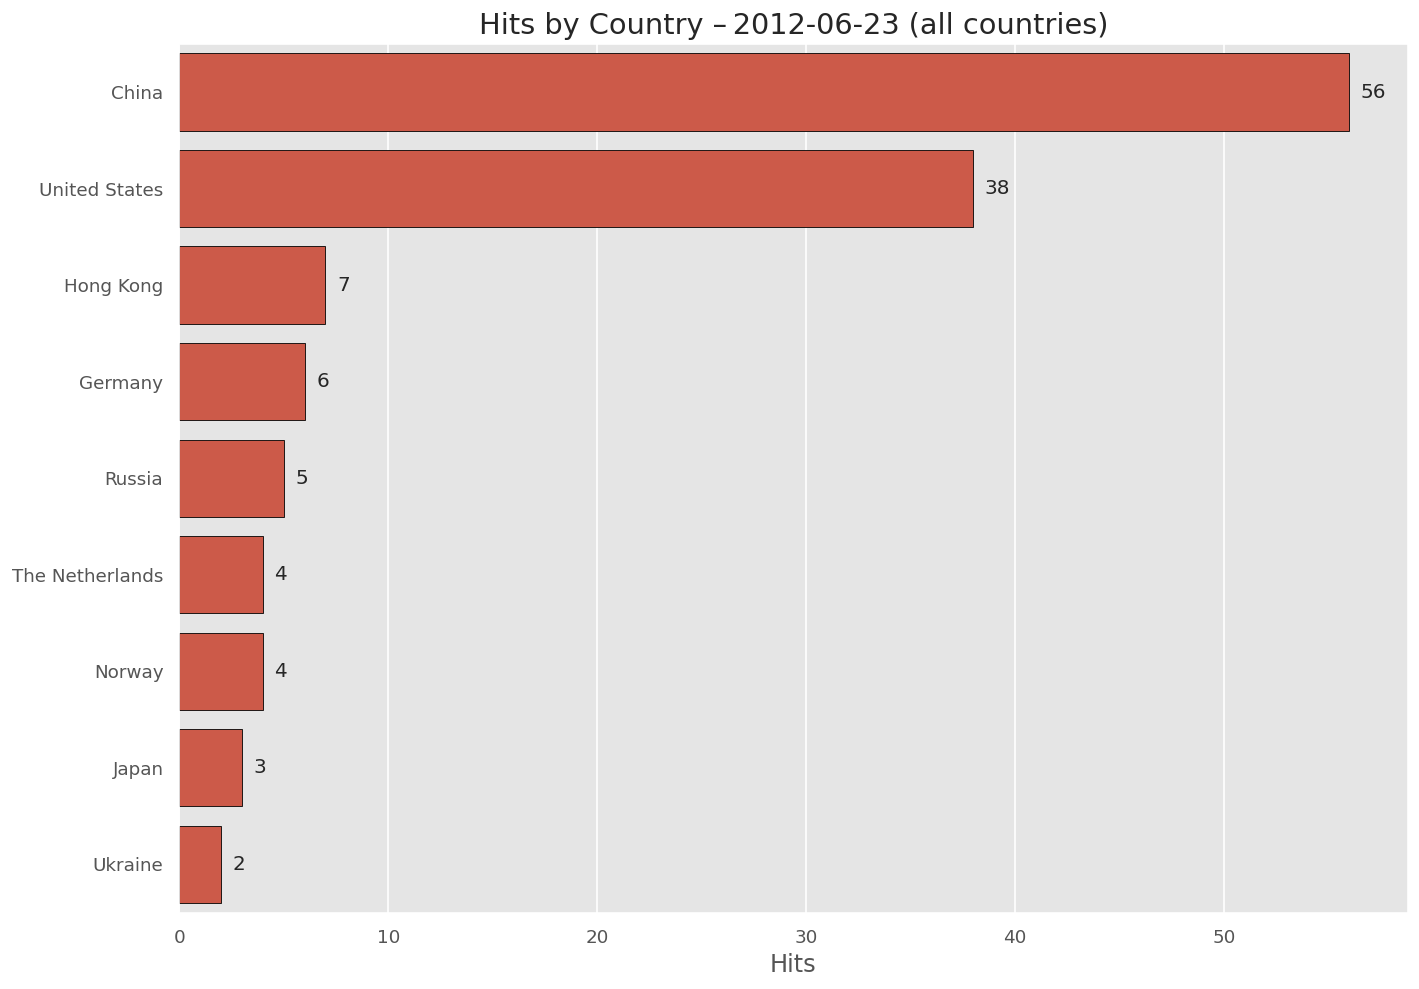 Hits by Country – 2012-06-23 (all countries)
China 56
United States 38
Hong Kong 7
Germany 6
Russia 5
The Netherlands 4
Norway 4
Japan 3
Ukraine 2
0 10 20 30 40 50
Hits